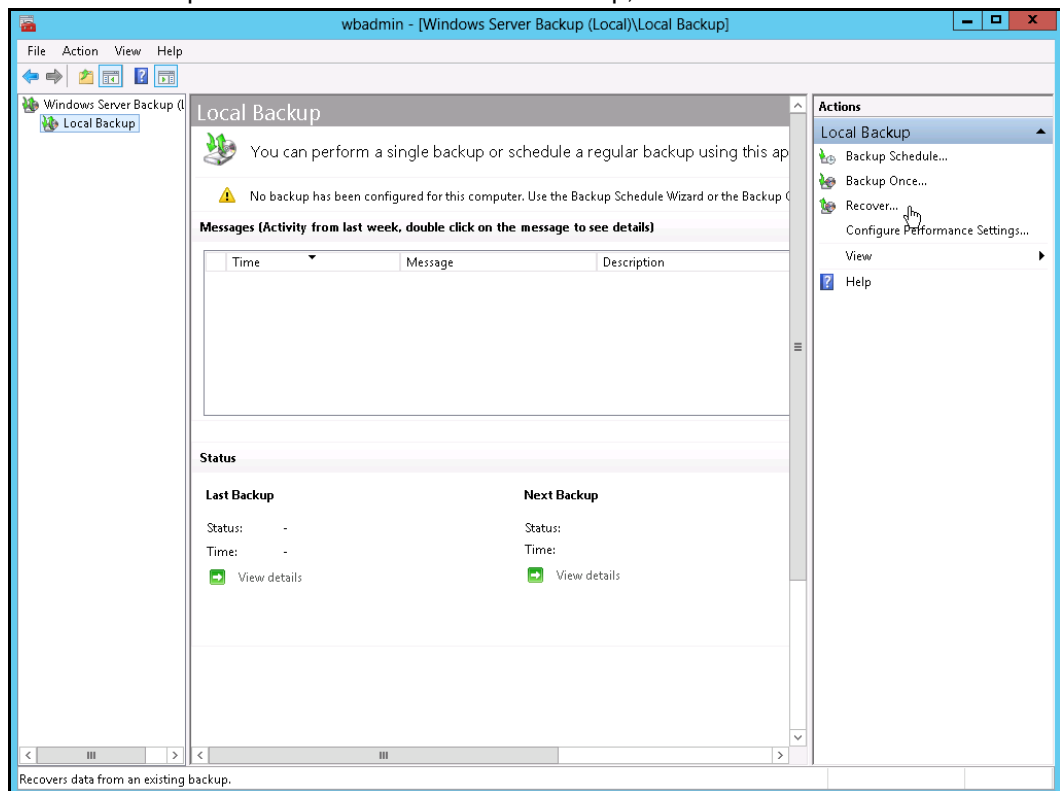 wbadmin - [Windows Server Backup (Local)\Local Backup]
File Action View Help
Windows Server Backup (L
Local Backup
Local Backup
You can perform a single backup or schedule a regular backup using this ap
No backup has been configured for this computer. Use the Backup Schedule Wizard or the Backup
Messages (Activity from last week, double click on the message to see details)
Time Message Description
Status
Last Backup Next Backup
Status: - Status:
Time: - Time:
View details View details
Actions
Local Backup
Backup Schedule...
Backup Once...
Recover...
Configure Performance Settings...
View
Help
Recovers data from an existing backup.